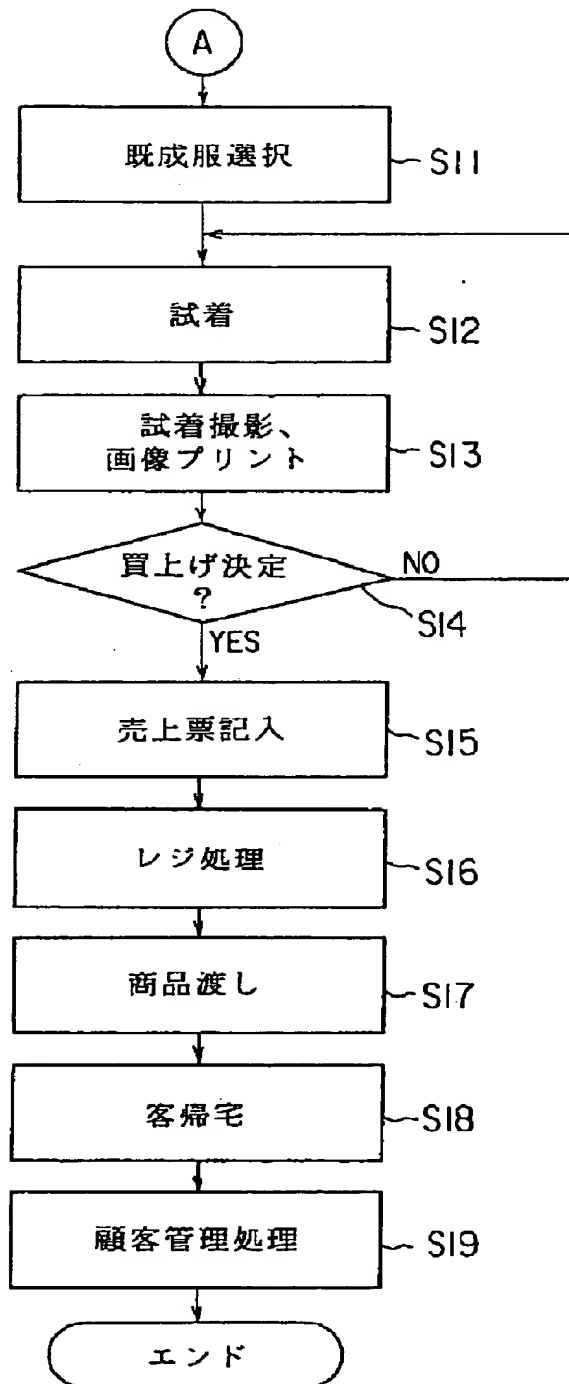 A
既成服選択
S11
試着
S12
試着撮影、
画像プリント
S13
買上げ決定
?
NO
S14
YES
売上票記入
S15
レジ処理
S16
商品渡し
S17
客帰宅
S18
顧客管理処理
S19
エンド